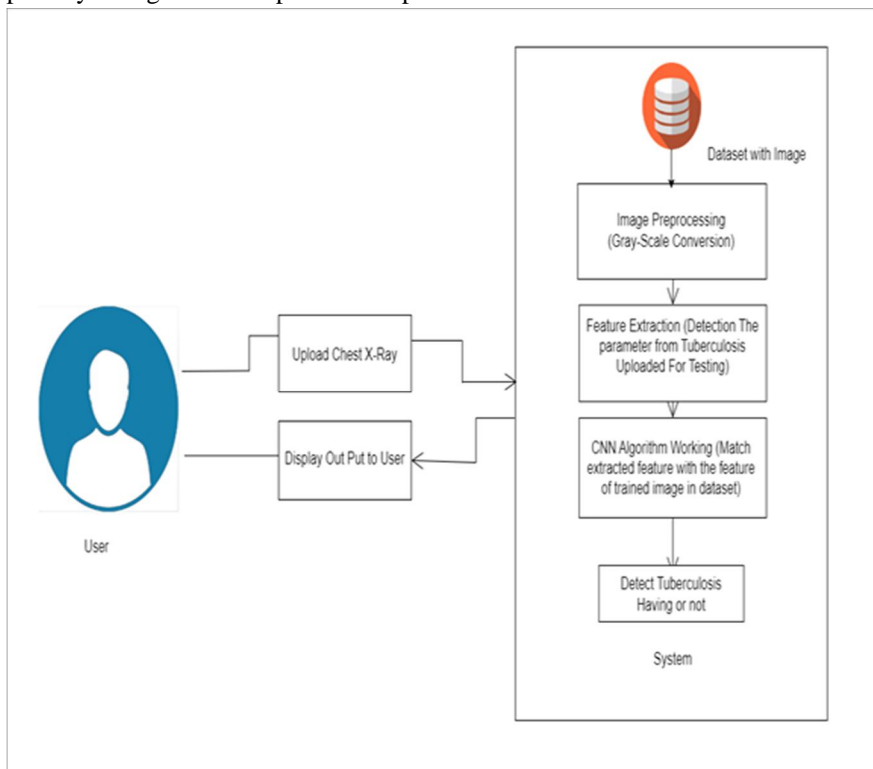 Dataset with Image
Image Preprocessing
(Gray-Scale Conversion)
Feature Extraction (Detection The
parameter from Tuberculosis
Uploaded For Testing)
Upload Chest X-Ray
CNN Algorithm Working (Match
extracted feature with the feature
of trained image in dataset)
Display Out Put to User
User
Detect Tuberculosis
Having or not
System